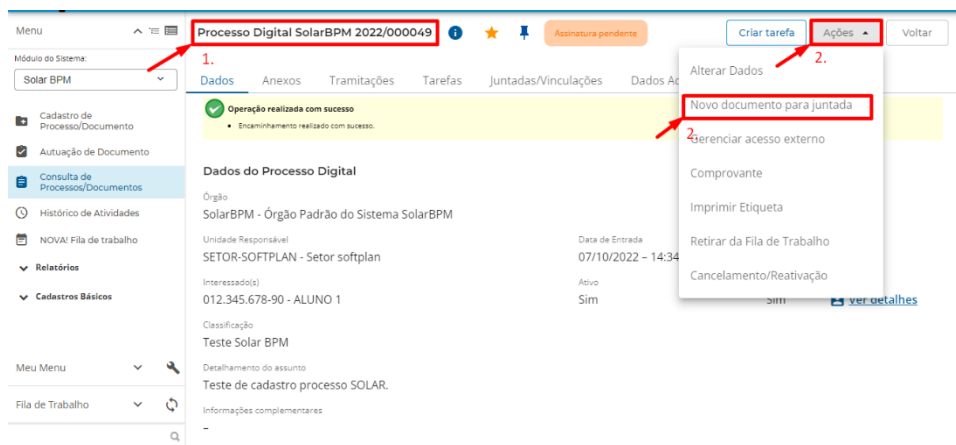 Menu
Módulo do Sistema:
Solar BPM
Cadastro de
Processo/Documento
Autuação de Documento
Consulta de
Processos/Documentos
Histórico de Atividades
NOVA! Fila de trabalho
Relatórios
Cadastros Básicos
Meu Menu
Fila de Trabalho
Processo Digital SolarBPM 2022/000049
Assinatura pendente
Criar tarefa
Ações
Voltar
1.
2.
Dados Anexos Tramitações Tarefas Juntadas/Vinculações Dados
Alterar Dados
Novo documento para juntada
2.
Gerenciar acesso externo
Comprovante
Imprimir Etiqueta
Retirar da Fila de Trabalho
Cancelamento/Reativação
Operação realizada com sucesso
Encaminhamento realizado com sucesso.
Dados do Processo Digital
Órgão
SolarBPM - Órgão Padrão do Sistema SolarBPM
Unidade Responsável
SETOR-SOFTPLAN - Setor softplan
Data de Entrada
07/10/2022 – 14:34
Interessado(s)
012.345.678-90 - ALUNO 1
Ativo
Sim
Sim
Ver detalhes
Classificação
Teste Solar BPM
Detalhamento do assunto
Teste de cadastro processo SOLAR.
Informações complementares
–